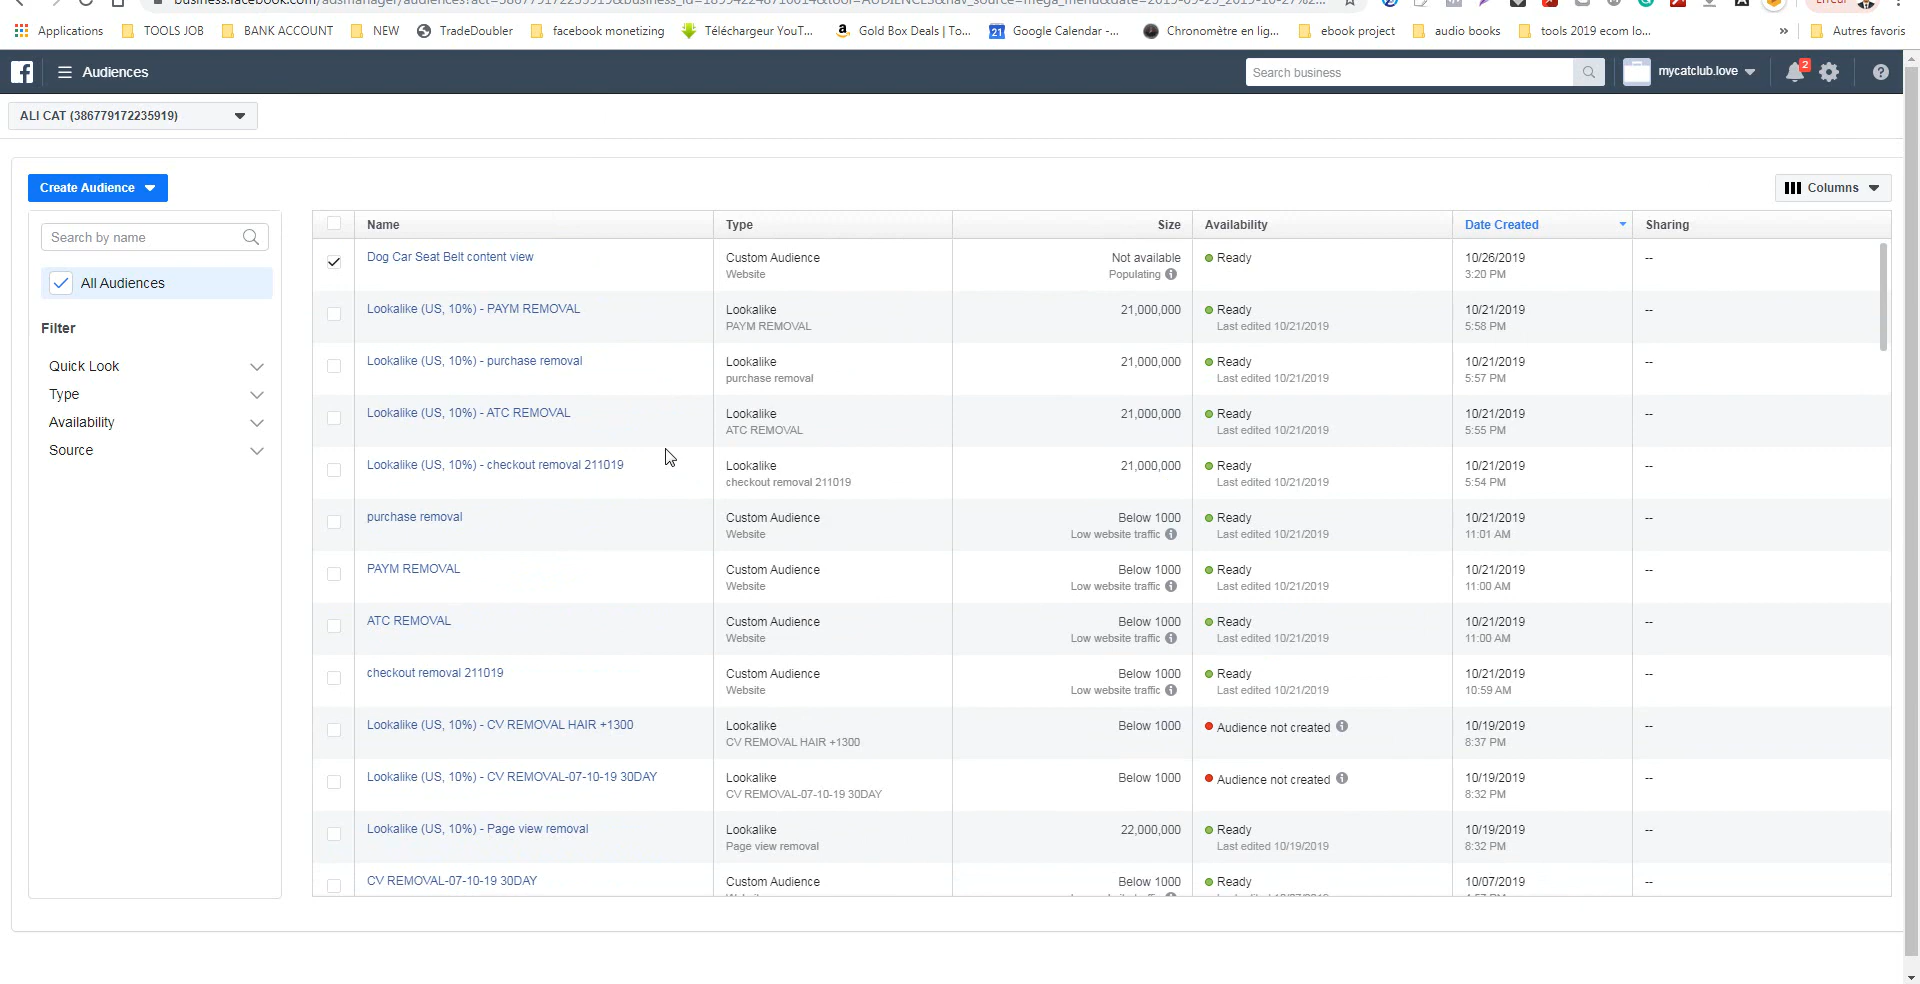 Applications
TOOLS JOB
BANK ACCOUNT
NEW
TradeDoubler
facebook monetizing
Téléchargeur YouT...
Gold Box Deals | To...
Google Calendar -...
Chronomètre en lig...
ebook project
audio books
tools 2019 ecom lo...
»
Autres favoris
Audiences
Search business
mycatclub.love
2
ALI CAT (386779172235919)
Create Audience
Columns
Search by name
All Audiences
Filter
Quick Look
Type
Availability
Source
Name Type Size Availability Date Created Sharing
Dog Car Seat Belt content view Custom Audience Not available Ready 10/26/2019 --
Website Populating 3:20 PM
Lookalike (US, 10%) - PAYM REMOVAL Lookalike 21,000,000 Ready 10/21/2019 --
PAYM REMOVAL Last edited 10/21/2019 5:58 PM
Lookalike (US, 10%) - purchase removal Lookalike 21,000,000 Ready 10/21/2019 --
purchase removal Last edited 10/21/2019 5:57 PM
Lookalike (US, 10%) - ATC REMOVAL Lookalike 21,000,000 Ready 10/21/2019 --
ATC REMOVAL Last edited 10/21/2019 5:55 PM
Lookalike (US, 10%) - checkout removal 211019 Lookalike 21,000,000 Ready 10/21/2019 --
checkout removal 211019 Last edited 10/21/2019 5:54 PM
purchase removal Custom Audience Below 1000 Ready 10/21/2019 --
Website Low website traffic Last edited 10/21/2019 11:01 AM
PAYM REMOVAL Custom Audience Below 1000 Ready 10/21/2019 --
Website Low website traffic Last edited 10/21/2019 11:00 AM
ATC REMOVAL Custom Audience Below 1000 Ready 10/21/2019 --
Website Low website traffic Last edited 10/21/2019 11:00 AM
checkout removal 211019 Custom Audience Below 1000 Ready 10/21/2019 --
Website Low website traffic Last edited 10/21/2019 10:59 AM
Lookalike (US, 10%) - CV REMOVAL HAIR +1300 Lookalike Below 1000 Audience not created 10/19/2019 --
CV REMOVAL HAIR +1300 8:37 PM
Lookalike (US, 10%) - CV REMOVAL-07-10-19 30DAY Lookalike Below 1000 Audience not created 10/19/2019 --
CV REMOVAL-07-10-19 30DAY 8:32 PM
Lookalike (US, 10%) - Page view removal Lookalike 22,000,000 Ready 10/19/2019 --
Page view removal Last edited 10/19/2019 8:32 PM
CV REMOVAL-07-10-19 30DAY Custom Audience Below 1000 Ready 10/07/2019 --